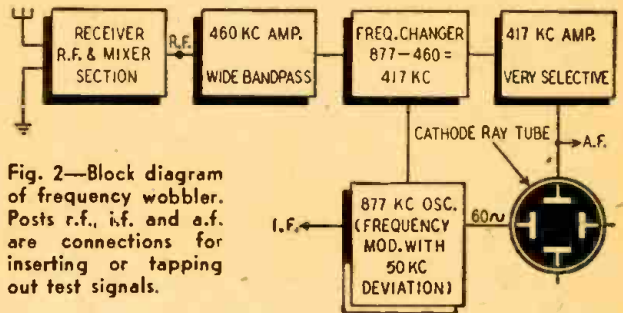 RECEIVER
R.F. & MIXER
SECTION
R.F.
460 KC AMP.
WIDE BANDPASS
FREQ. CHANGER
877-460=
417 KC
417 KC AMP.
VERY SELECTIVE
CATHODE RAY TUBE
A.F.
Fig. 2—Block diagram
of frequency wobbler.
Posts r.f., i.f. and a.f.
are connections for
inserting or tapping
out test signals.
I.F.
877 KC OSC.
(FREQUENCY
MOD. WITH
50 KC
DEVIATION)
60~